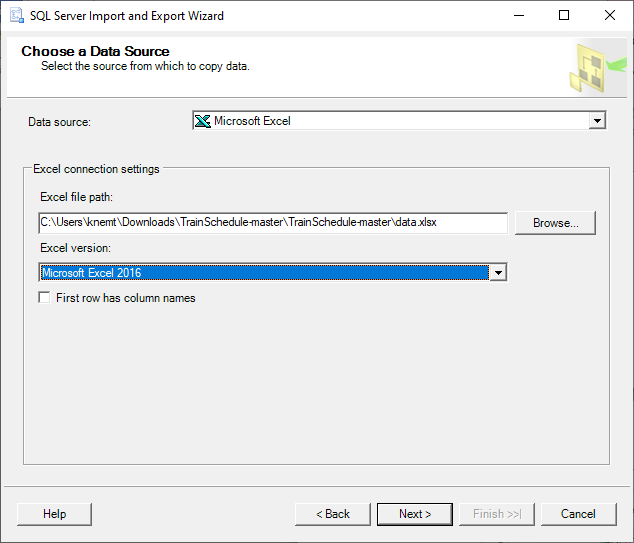 SQL Server Import and Export Wizard
Choose a Data Source
Select the source from which to copy data.
Data source:
Microsoft Excel
Excel connection settings
Excel file path:
C:\Users\knemt\Downloads\TrainSchedule-master\TrainSchedule-master\data.xlsx
Browse...
Excel version:
Microsoft Excel 2016
First row has column names
Help
< Back
Next >
Finish >>|
Cancel